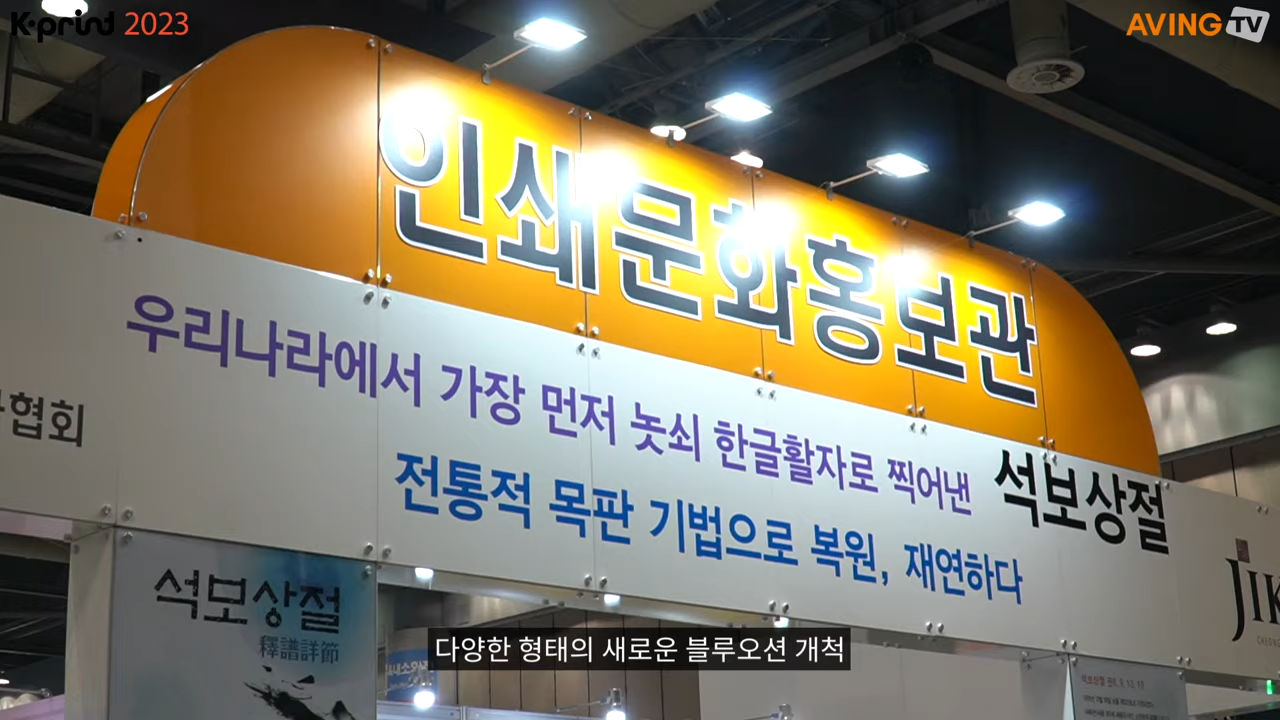 K-print 2023
AVING TV
인쇄문화홍보관
우리나라에서 가장 먼저 놋쇠 한글활자로 찍어낸 석보상절
전통적 목판 기법으로 복원, 재연하다
협회
석보상절
釋譜詳節
JIK
다양한 형태의 새로운 블루오션 개척